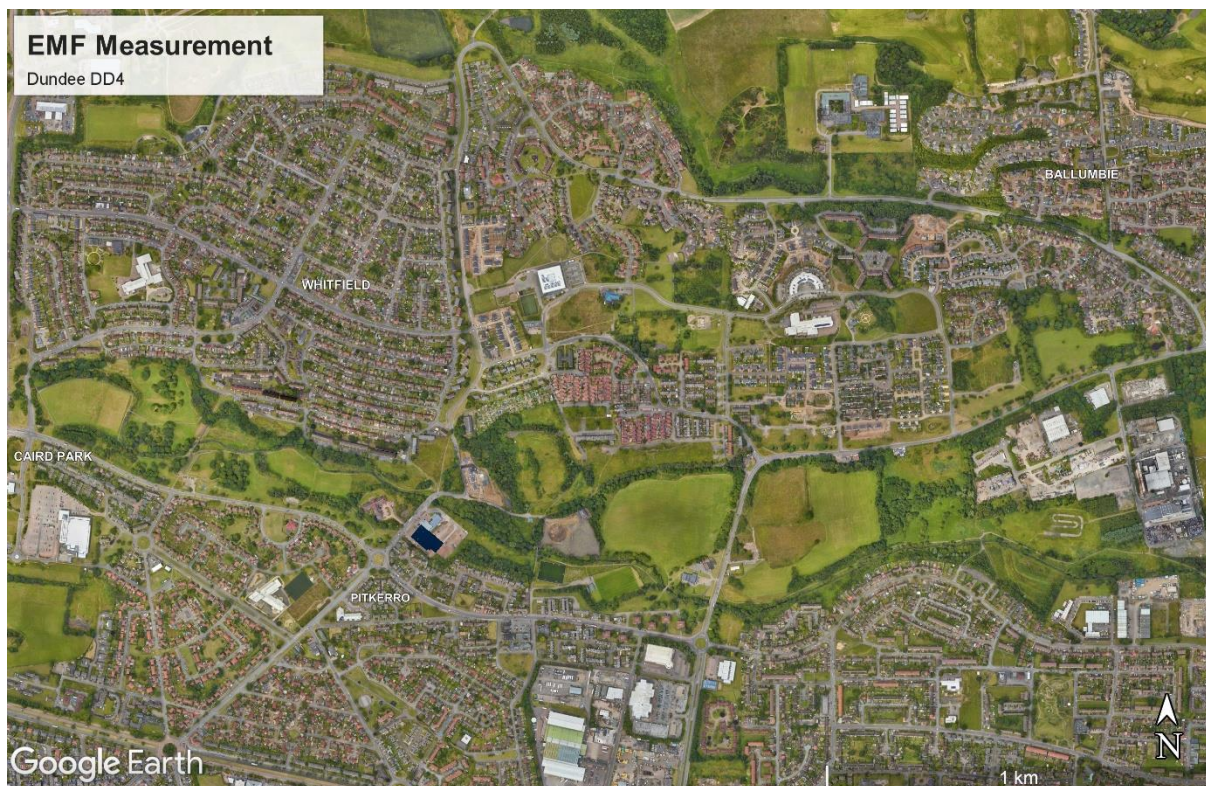 EMF Measurement
Dundee DD4
BALLUMBIE
WHITFIELD
CAIRD PARK
PITKERRO
Google Earth
N
1 km